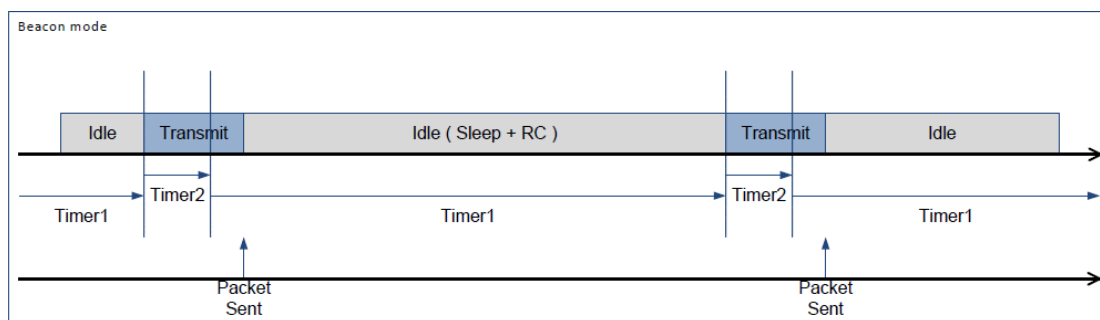 Beacon mode
Idle
Transmit
Idle ( Sleep + RC )
Transmit
Idle
Timer1
Timer2
Timer1
Timer2
Timer1
Packet
Sent
Packet
Sent